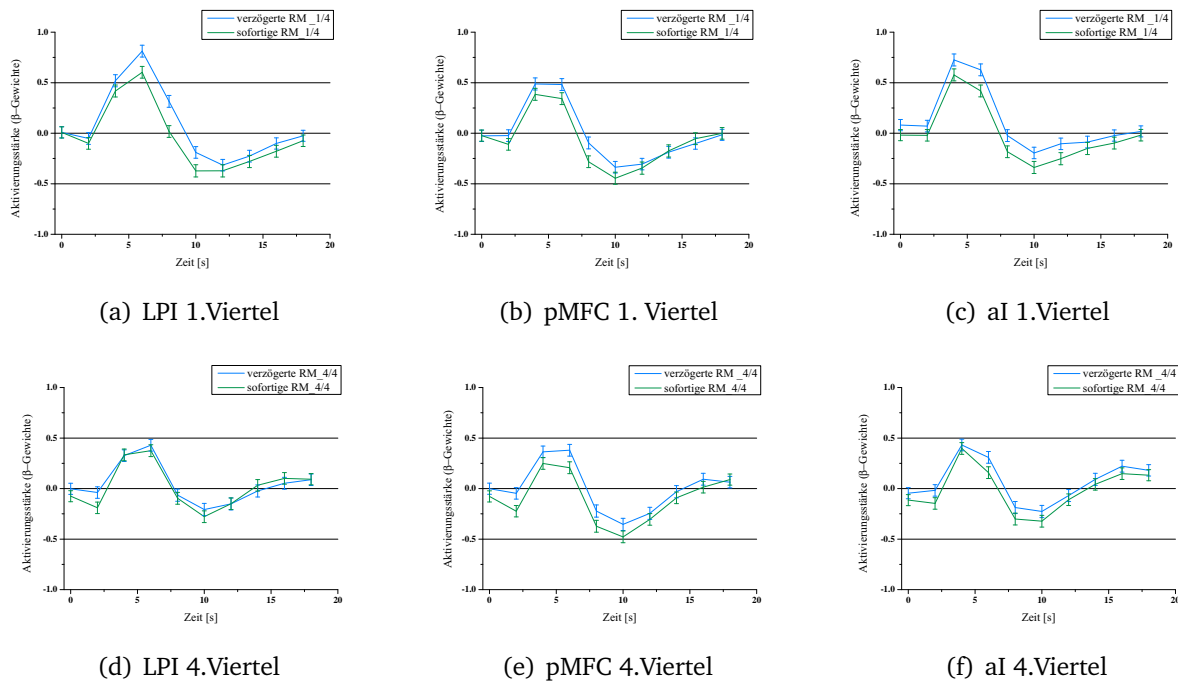 verzögerte RM _1/4
sofortige RM_1/4
Aktivierungsstärke (β–Gewichte)
1.0
0.5
0.0
-0.5
-1.0
0 5 10 15 20
Zeit [s]
(a) LPI 1.Viertel
verzögerte RM _1/4
sofortige RM_1/4
Aktivierungsstärke (β–Gewichte)
1.0
0.5
0.0
-0.5
-1.0
0 5 10 15 20
Zeit [s]
(b) pMFC 1. Viertel
verzögerte RM _1/4
sofortige RM_1/4
Aktivierungsstärke (β–Gewichte)
1.0
0.5
0.0
-0.5
-1.0
0 5 10 15 20
Zeit [s]
(c) aI 1.Viertel
verzögerte RM _4/4
sofortige RM_4/4
Aktivierungsstärke (β–Gewichte)
1.0
0.5
0.0
-0.5
-1.0
0 5 10 15 20
Zeit [s]
(d) LPI 4.Viertel
verzögerte RM _4/4
sofortige RM_4/4
Aktivierungsstärke (β–Gewichte)
1.0
0.5
0.0
-0.5
-1.0
0 5 10 15 20
Zeit [s]
(e) pMFC 4.Viertel
verzögerte RM _4/4
sofortige RM_4/4
Aktivierungsstärke (β–Gewichte)
1.0
0.5
0.0
-0.5
-1.0
0 5 10 15 20
Zeit [s]
(f) aI 4.Viertel